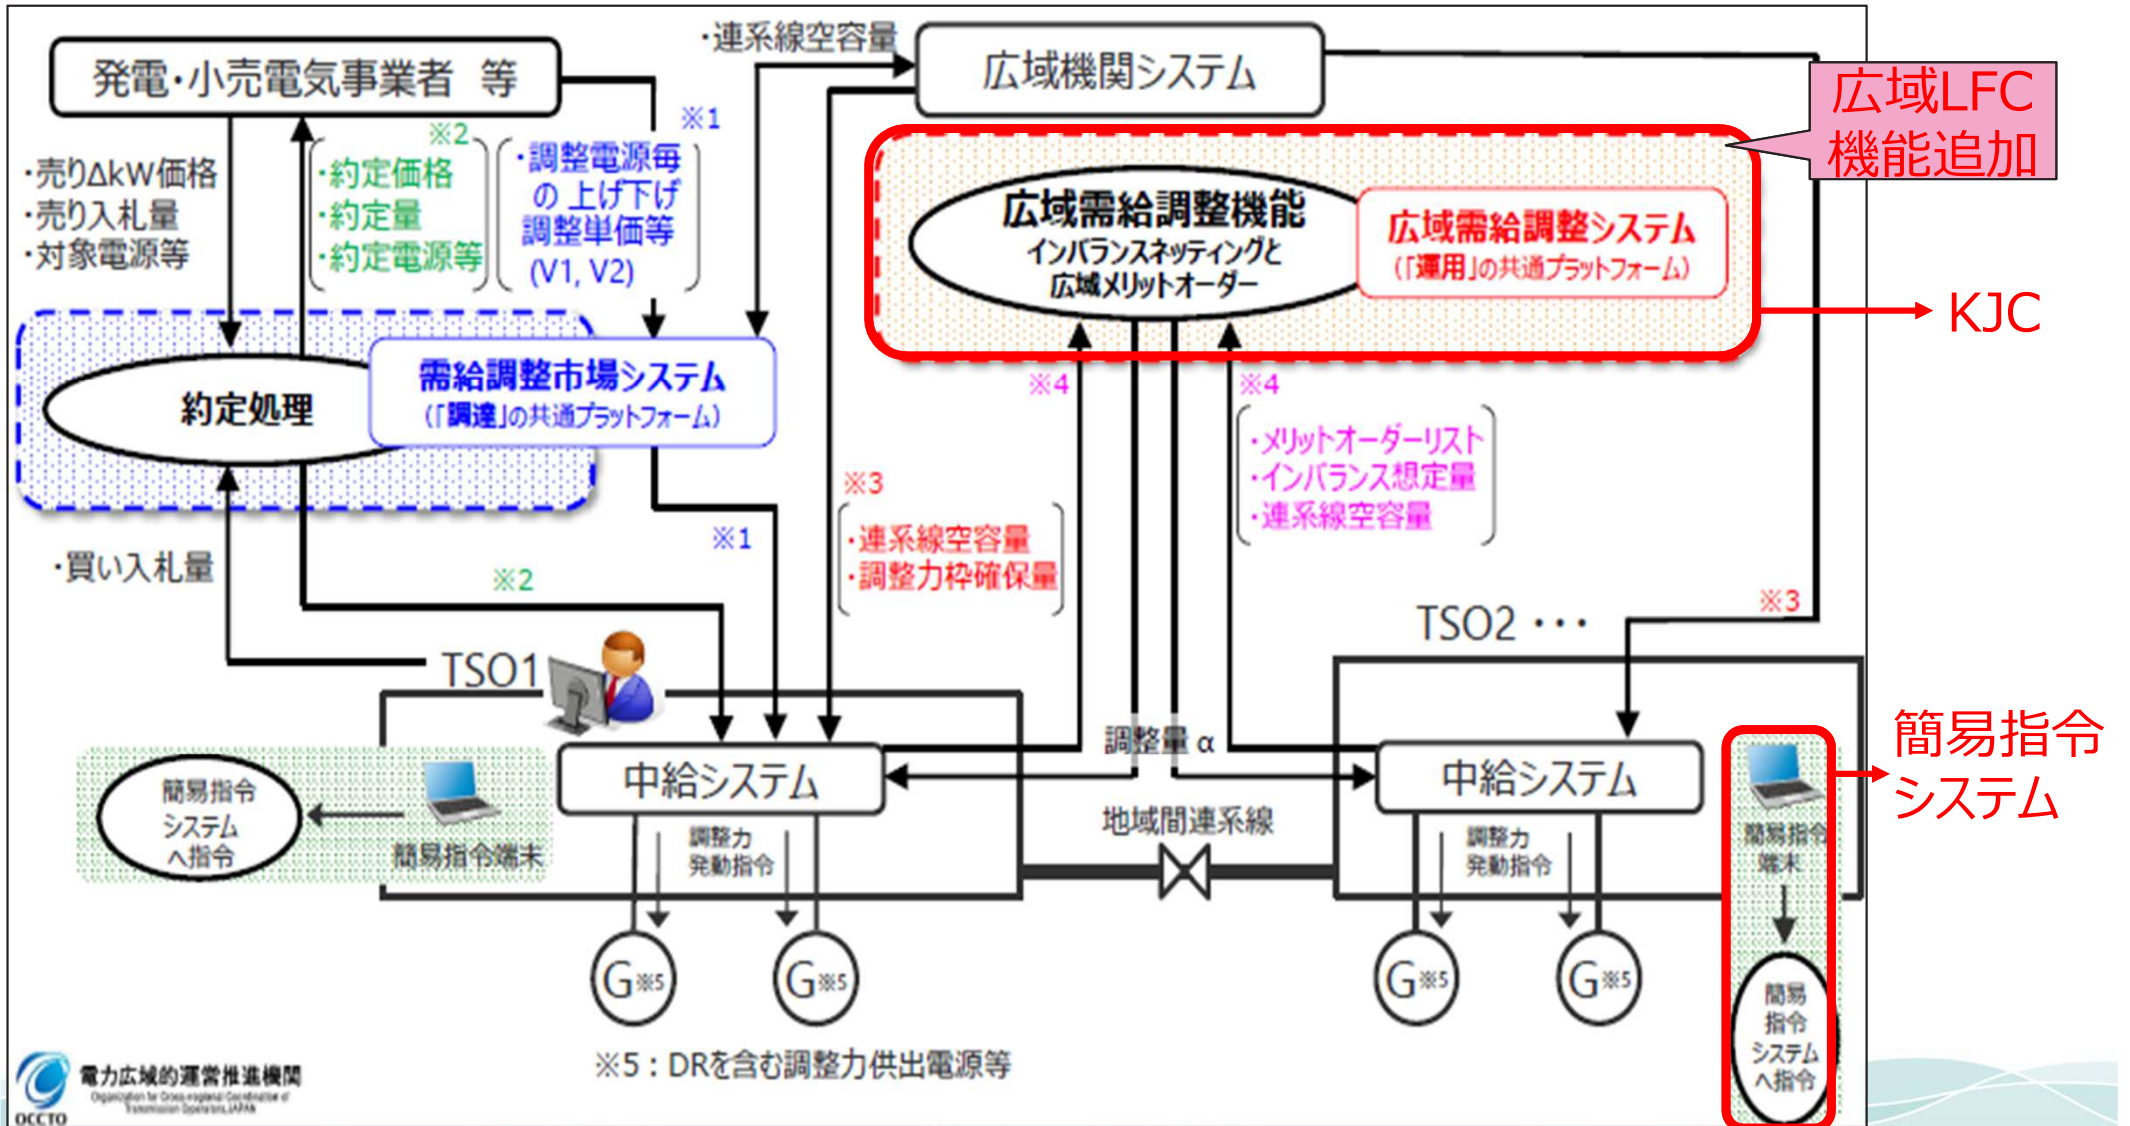 ・連系線空容量
発電・小売電気事業者 等
広域機関システム
広域LFC
機能追加
※1
※2
・売りΔkW価格
・売り入札量
・対象電源等
・約定価格
・約定量
・約定電源等
・調整電源毎
の 上げ下げ
調整単価等
(V1, V2)
広域需給調整機能
インバランスネッティングと
広域メリットオーダー
広域需給調整システム
(「運用」の共通プラットフォーム)
KJC
約定処理
需給調整市場システム
(「調達」の共通プラットフォーム)
※4
※4
・メリットオーダーリスト
・インバランス想定量
・連系線空容量
※3
・連系線空容量
・調整力枠確保量
※1
・買い入札量
※2
※3
TSO1
TSO2 ・・・
調整量 α
中給システム
中給システム
簡易指令
システム
簡易指令
システム
へ指令
簡易指令端末
調整力
発動指令
地域間連系線
調整力
発動指令
簡易指令
端末
G※5
G※5
G※5
G※5
簡易
指令
システム
へ指令
※5：DRを含む調整力供出電源等
電力広域的運営推進機関
Organization for Cross-regional Coordination of
Transmission Operators, JAPAN
OCCTO